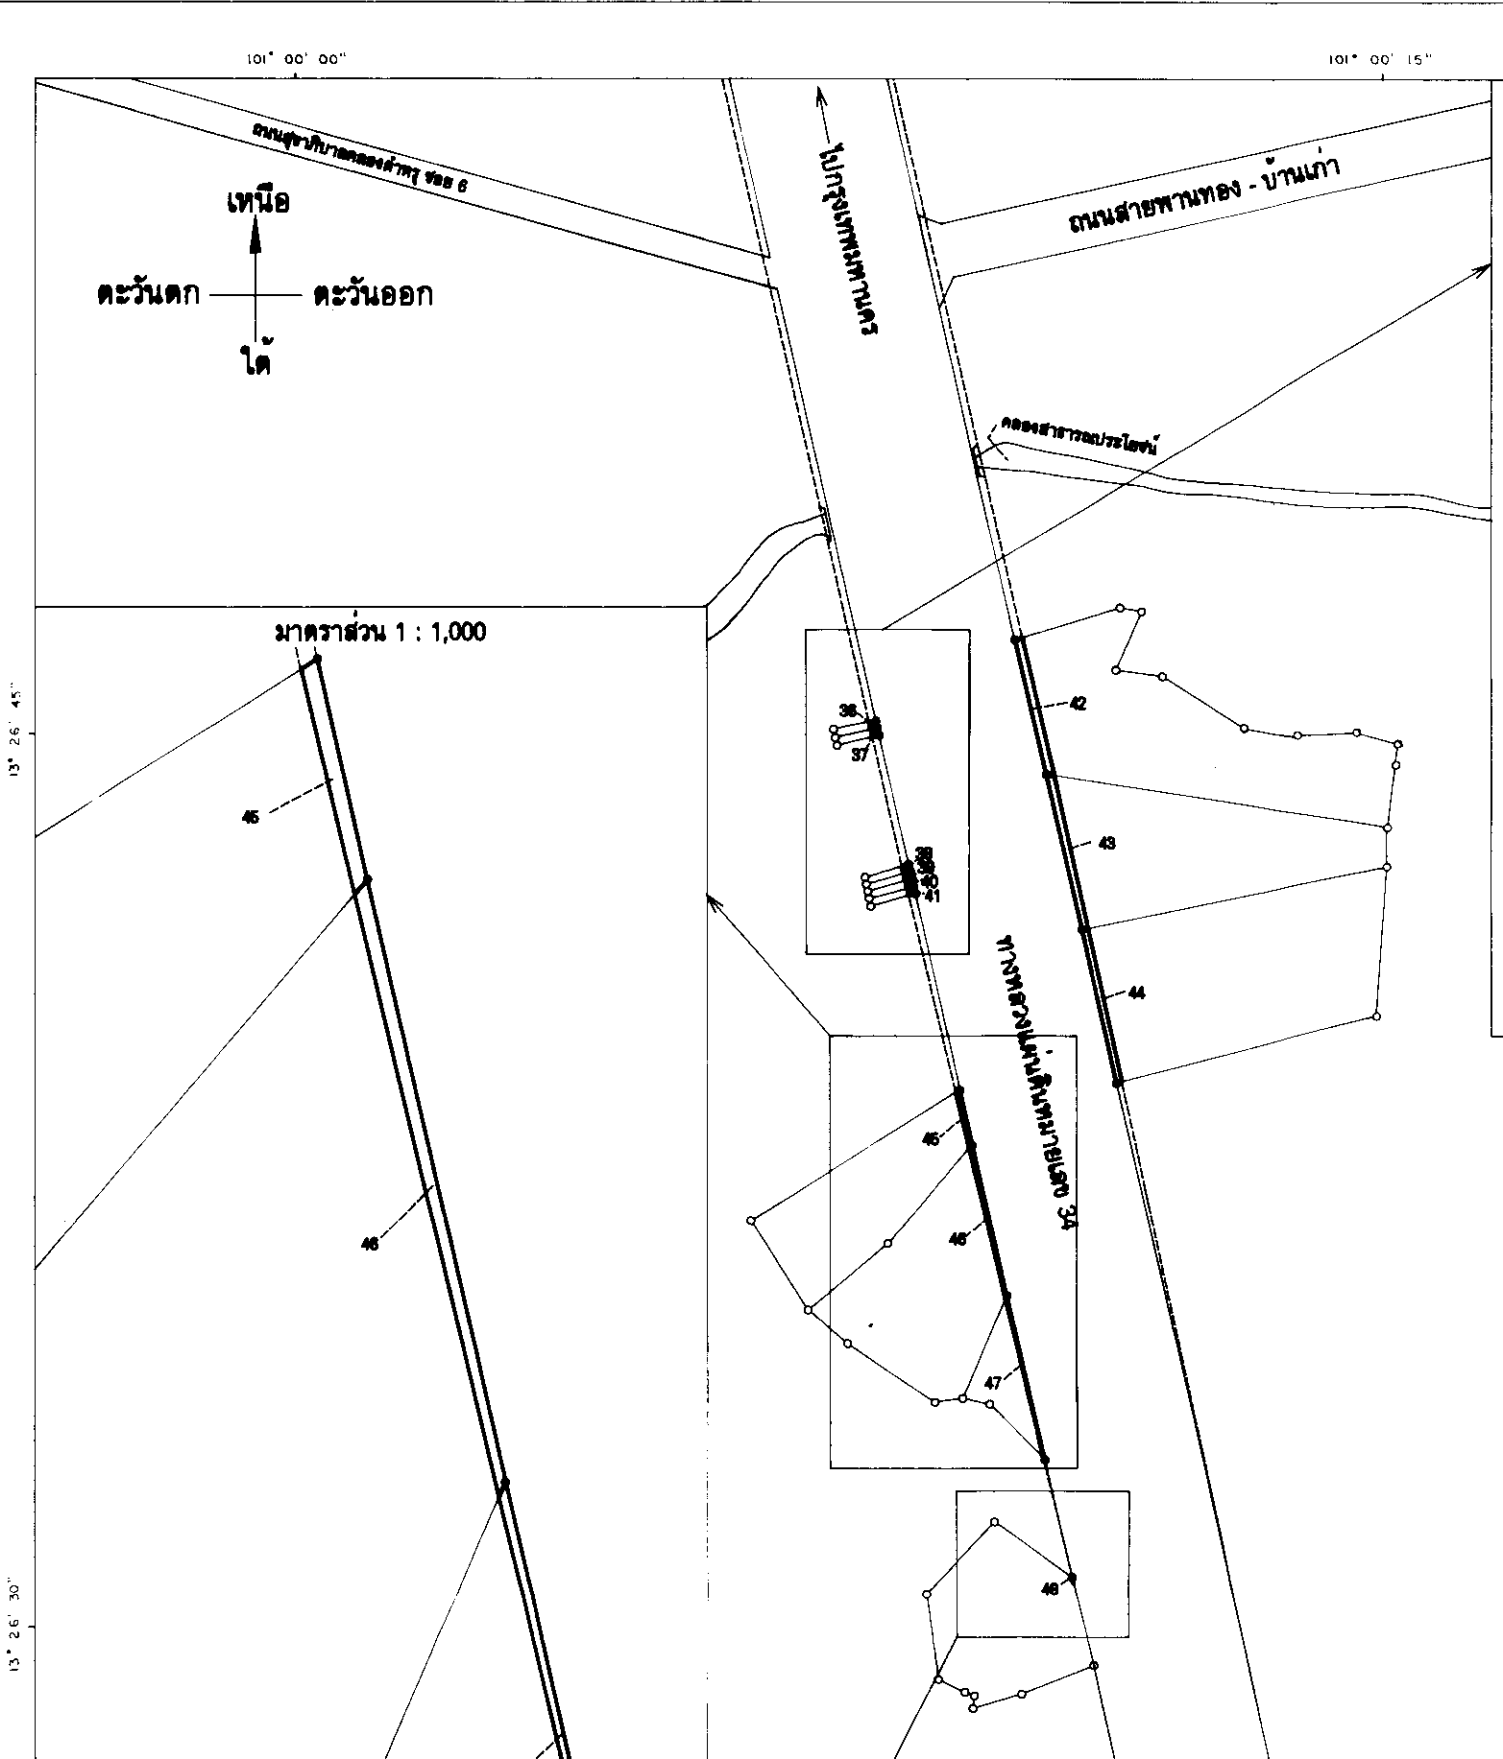 101° 00' 00"
101° 00' 15"
ถนนสุขาภิบาลคลองตำหรุ ซอย 6
เหนือ
ตะวันตก
ตะวันออก
ใต้
ไปกรุงเทพมหานคร
ถนนสายพานทอง - บ้านเก่า
คลองสาธารณประโยชน์
มาตราส่วน 1 : 1,000
13° 26' 45"
45
46
36
37
40
41
42
43
44
ทางหลวงแผ่นดินหมายเลข 34
45
46
47
48
13° 26' 30"